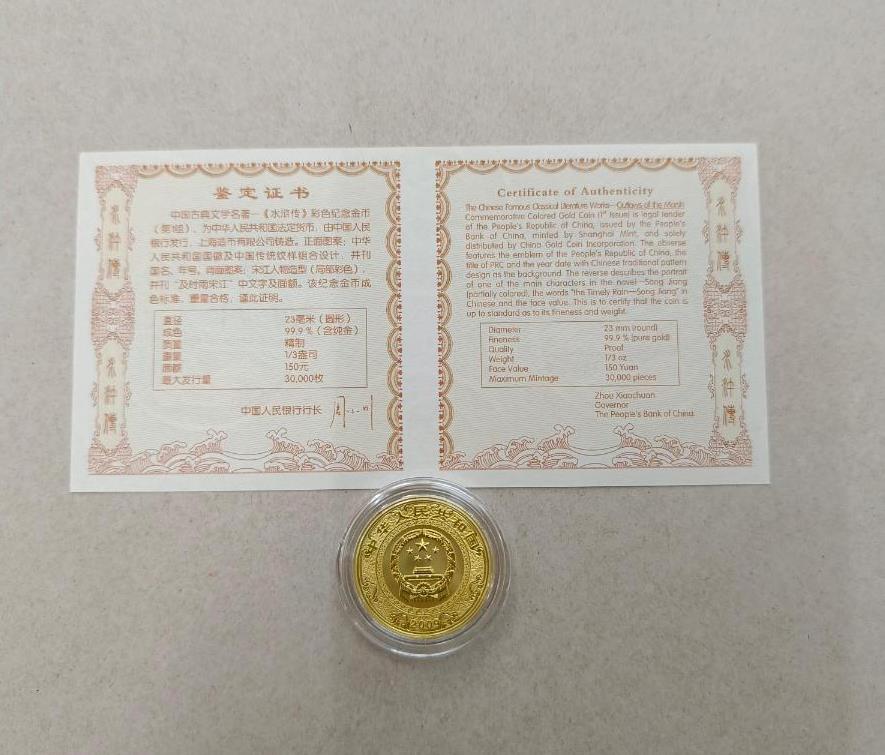 鉴定证书
中国古典文学名著—《水浒传》彩色纪念金币
（第1组），为中华人民共和国法定货币，由中国人民
银行发行，上海造币有限公司铸造。正面图案：中华
人民共和国国徽及中国传统纹样组合设计，并刊
国名、年号。背面图案：宋江人物造型（局部彩色），
并刊“及时雨宋江”中文字及面额。该纪念金币成
色标准，重量合格，谨此证明。
直径 23毫米（圆形）
成色 99.9％（含纯金）
质量 精制
重量 1/3盎司
面额 150元
最大发行量 30,000枚
中国人民银行行长
水浒傳
水浒傳
Certificate of Authenticity
The Chinese Famous Classical Literature Works—Outlaws of the Marsh
Commemorative Colored Gold Coin (1st Issue) is legal tender
of the People's Republic of China, issued by the People's
Bank of China, minted by Shanghai Mint, and solely
distributed by China Gold Coin Incorporation. The obverse
features the emblem of the People's Republic of China, the
title of PRC and the year date with Chinese traditional pattern
design as the background. The reverse describes the portrait
of one of the main characters in the novel—Song Jiang
(partially colored), the words "the Timely Rain—Song Jiang" in
Chinese and the face value. This is to certify that the coin is
up to standard as to its fineness and weight.
Diameter 23 mm (round)
Fineness 99.9% (pure gold)
Quality Proof
Weight 1/3 oz
Face Value 150 Yuan
Maximum Mintage 30,000 pieces
Zhou Xiaochuan
Governor
The People's Bank of China
水浒傳
水浒傳
中华人民共和国
2009